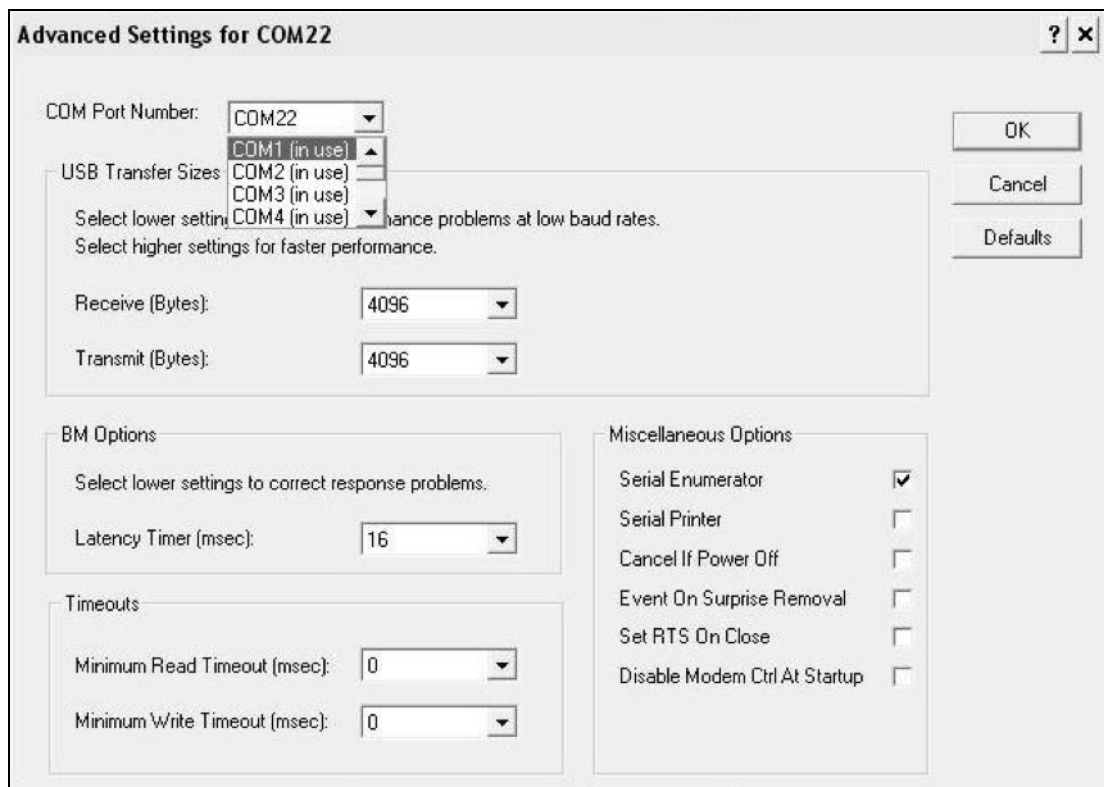 Advanced Settings for COM22
?
COM Port Number:
COM22
COM1 (in use)
COM2 (in use)
COM3 (in use)
COM4 (in use)
OK
Cancel
Defaults
USB Transfer Sizes
Select lower settin
ance problems at low baud rates.
Select higher settings for faster performance.
Receive (Bytes):
4096
Transmit (Bytes):
4096
BM Options
Select lower settings to correct response problems.
Latency Timer (msec):
16
Timeouts
Minimum Read Timeout (msec):
0
Minimum Write Timeout (msec):
0
Miscellaneous Options
Serial Enumerator
Serial Printer
Cancel If Power Off
Event On Surprise Removal
Set RTS On Close
Disable Modem Ctrl At Startup